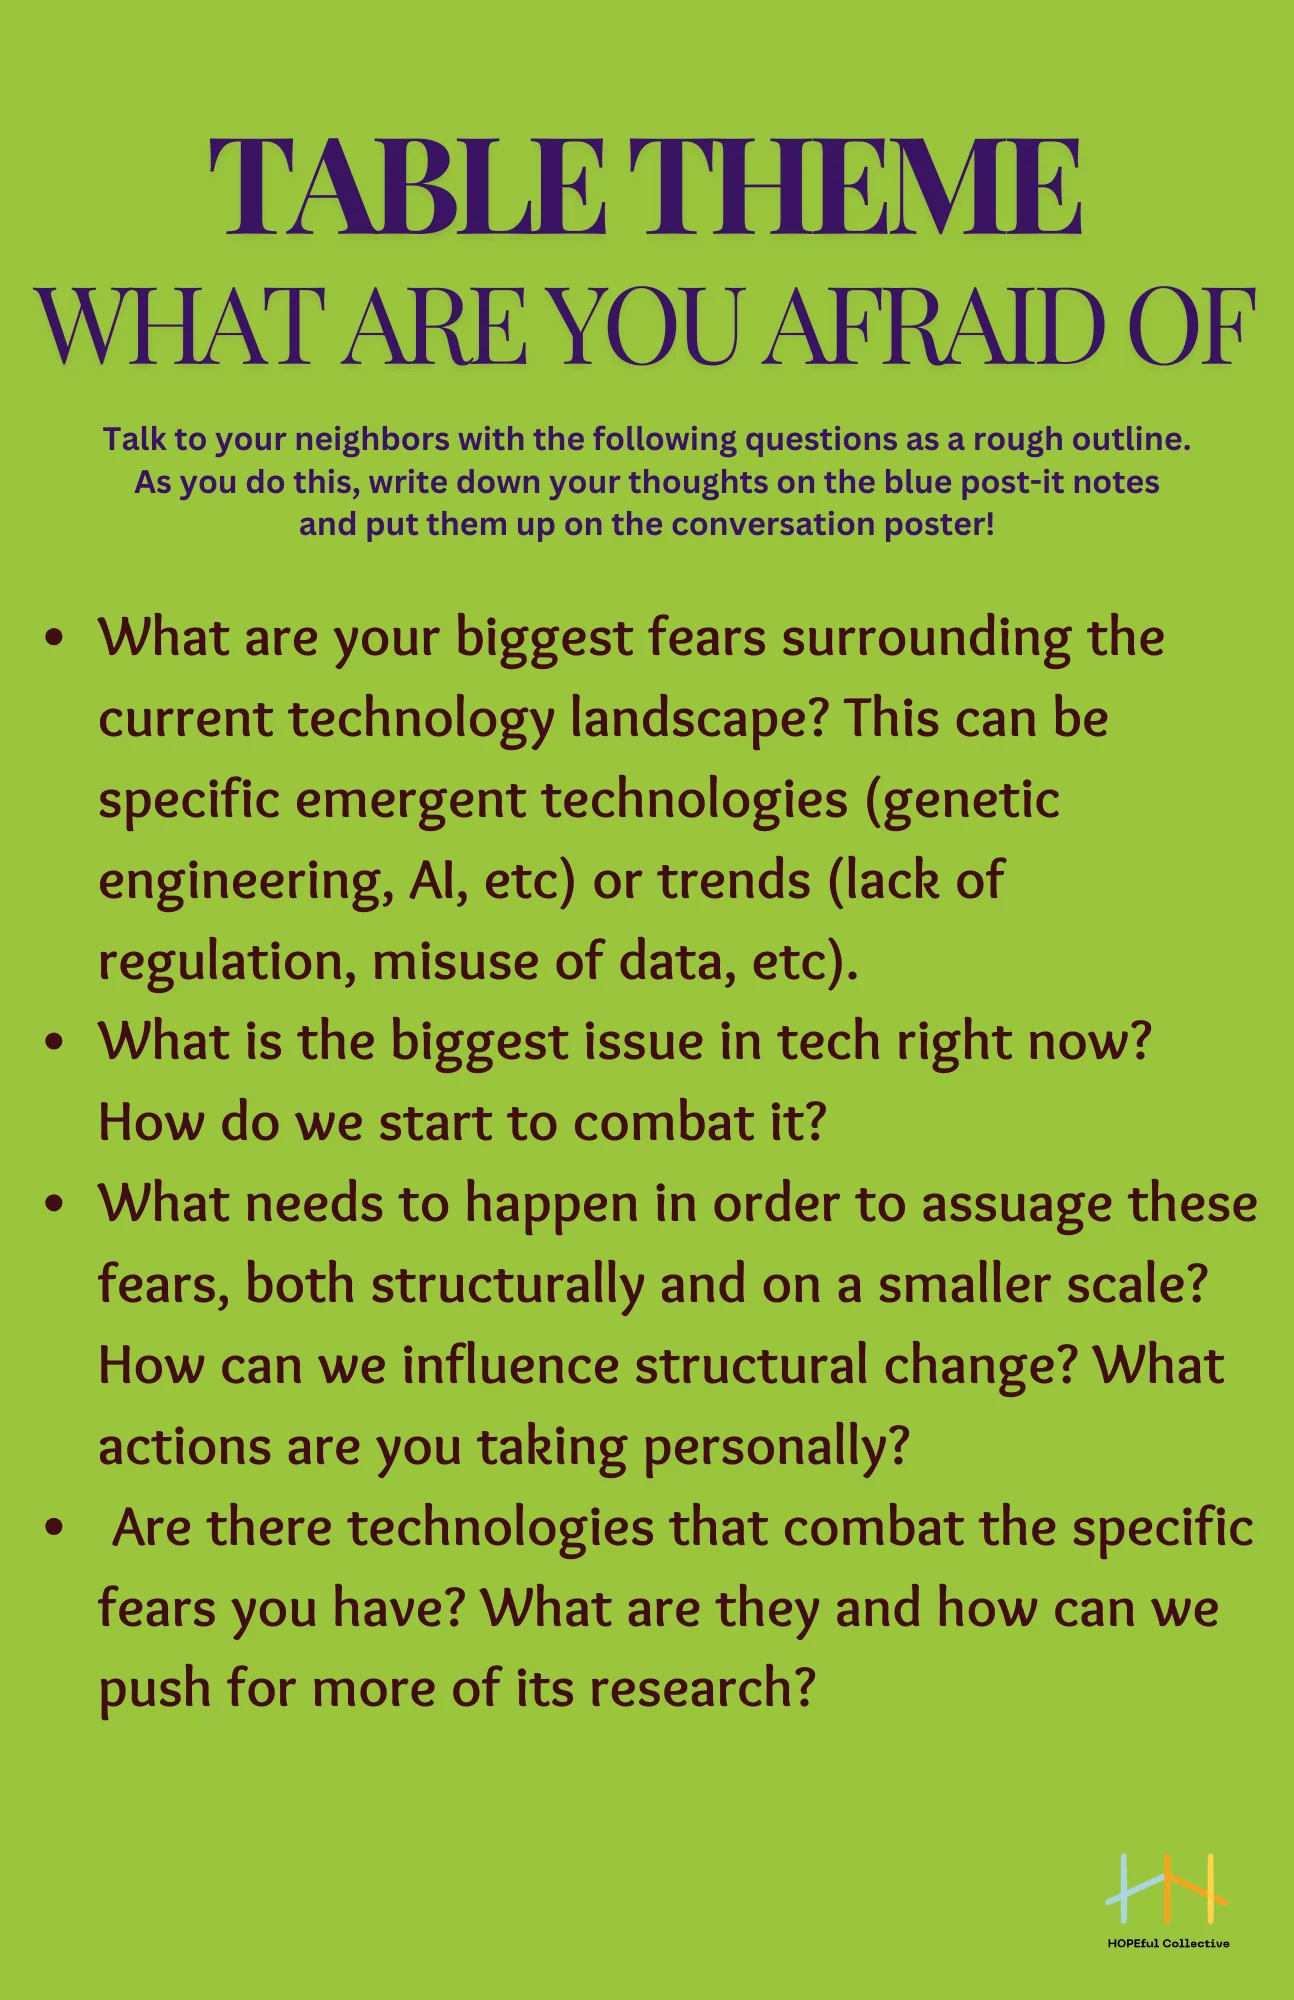 TABLE THEME
WHAT ARE YOU AFRAID OF
Talk to your neighbors with the following questions as a rough outline.
As you do this, write down your thoughts on the blue post-it notes
and put them up on the conversation poster!
• What are your biggest fears surrounding the
current technology landscape? This can be
specific emergent technologies (genetic
engineering, AI, etc) or trends (lack of
regulation, misuse of data, etc).
• What is the biggest issue in tech right now?
How do we start to combat it?
• What needs to happen in order to assuage these
fears, both structurally and on a smaller scale?
How can we influence structural change? What
actions are you taking personally?
• Are there technologies that combat the specific
fears you have? What are they and how can we
push for more of its research?
HOPEful Collective